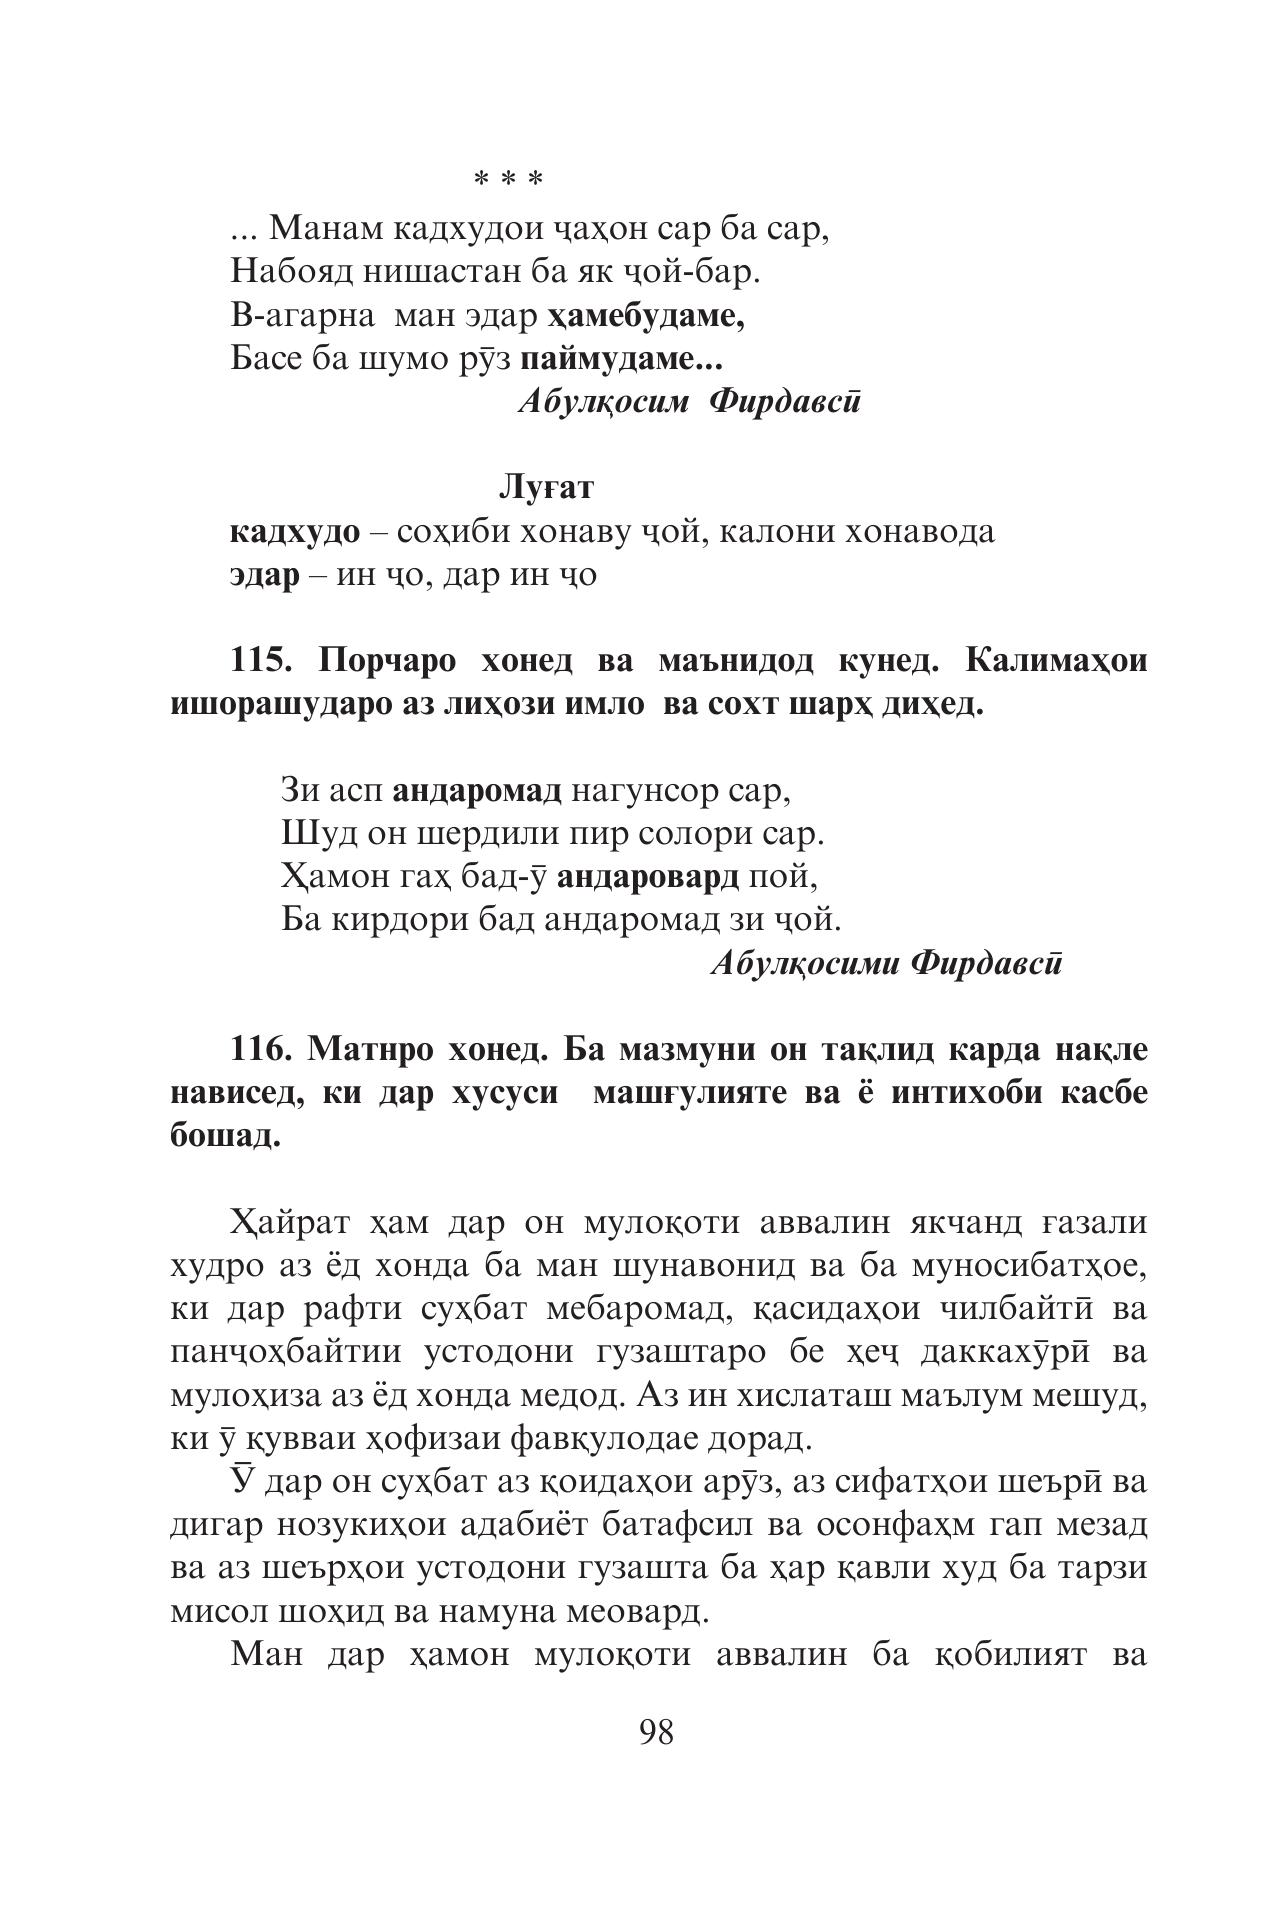 * * *
... Манам кадхудои ҷаҳон сар ба сар,
Набояд нишастан ба як ҷой-бар.
В-агарна ман эдар ҳамебудаме,
Басе ба шумо рӯз паймудаме...
Абулқосим Фирдавсӣ
Луғат
кадхудо – соҳиби хонаву ҷой, калони хонавода
эдар – ин ҷо, дар ин ҷо
115. Порчаро хонед ва маънидод кунед. Калимаҳои
ишорашударо аз лиҳози имло ва сохт шарҳ диҳед.
Зи асп андаромад нагунсор сар,
Шуд он шердили пир солори сар.
Ҳамон гаҳ бад-ӯ андаровард пой,
Ба кирдори бад андаромад зи ҷой.
Абулқосими Фирдавсӣ
116. Матнро хонед. Ба мазмуни он тақлид карда нақле
нависед, ки дар хусуси машғулияте ва ё интихоби касбе
бошад.
Ҳайрат ҳам дар он мулоқоти аввалин якчанд ғазали
худро аз ёд хонда ба ман шунавонид ва ба муносибатҳое,
ки дар рафти суҳбат мебаромад, қасидаҳои чилбайтӣ ва
панҷоҳбайтии устодони гузаштаро бе ҳеҷ даккахӯрӣ ва
мулоҳиза аз ёд хонда медод. Аз ин хислаташ маълум мешуд,
ки ӯ қувваи ҳофизаи фавқулодае дорад.
Ӯ дар он суҳбат аз қоидаҳои арӯз, аз сифатҳои шеърӣ ва
дигар нозукиҳои адабиёт батафсил ва осонфаҳм гап мезад
ва аз шеърҳои устодони гузашта ба ҳар қавли худ ба тарзи
мисол шоҳид ва намуна меовард.
Ман дар ҳамон мулоқоти аввалин ба қобилият ва
98